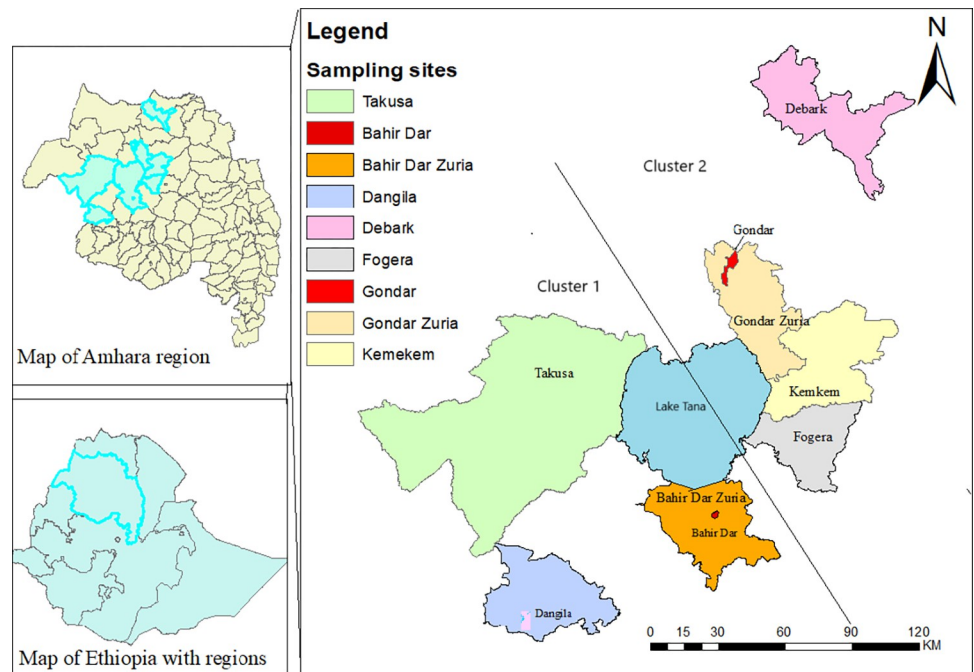 Map of Amhara region
Map of Ethiopia with regions
Legend
Sampling sites
Takusa
Bahir Dar
Bahir Dar Zuria
Dangila
Debark
Fogera
Gondar
Gondar Zuria
Kemekem
N
Debark
Cluster 2
Gondar
Cluster 1
Gondar Zuria
Takusa
Kemkem
Lake Tana
Fogera
Bahir Dar Zuria
Bahir Dar
Dangila
0 15 30 60 90 120
KM